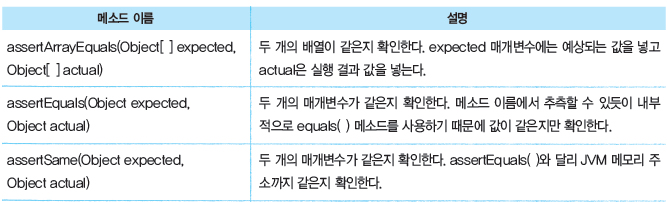 메소드 이름
설명
assertArrayEquals(Object[ ] expected,
Object[ ] actual)
두 개의 배열이 같은지 확인한다. expected 매개변수에는 예상되는 값을 넣고
actual은 실행 결과 값을 넣는다.
assertEquals(Object expected,
Object actual)
두 개의 매개변수가 같은지 확인한다. 메소드 이름에서 추측할 수 있듯이 내부
적으로 equals( ) 메소드를 사용하기 때문에 값이 같은지만 확인한다.
assertSame(Object expected,
Object actual)
두 개의 매개변수가 같은지 확인한다. assertEquals( )와 달리 JVM 메모리 주
소까지 같은지 확인한다.